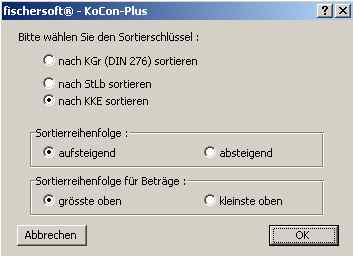 fischersoft® - KoCon-Plus
Bitte wählen Sie den Sortierschlüssel :
nach KGr (DIN 276) sortieren
nach StLb sortieren
nach KKE sortieren
Sortierreihenfolge :
aufsteigend absteigend
Sortierreihenfolge für Beträge :
grösste oben kleinste oben
Abbrechen OK